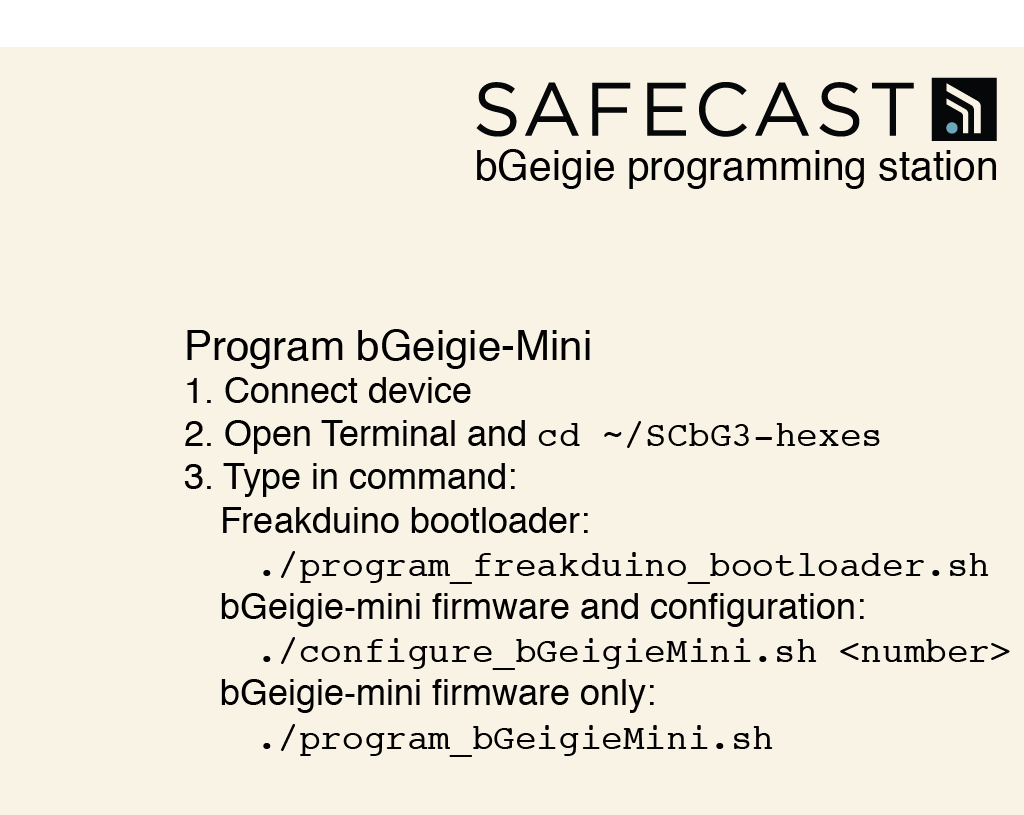 SAFECAST
bGeigie programming station
Program bGeigie-Mini
1. Connect device
2. Open Terminal and cd ~/SCbG3-hexes
3. Type in command:
Freakduino bootloader:
./program_freakduino_bootloader.sh
bGeigie-mini firmware and configuration:
./configure_bGeigieMini.sh <number>
bGeigie-mini firmware only:
./program_bGeigieMini.sh